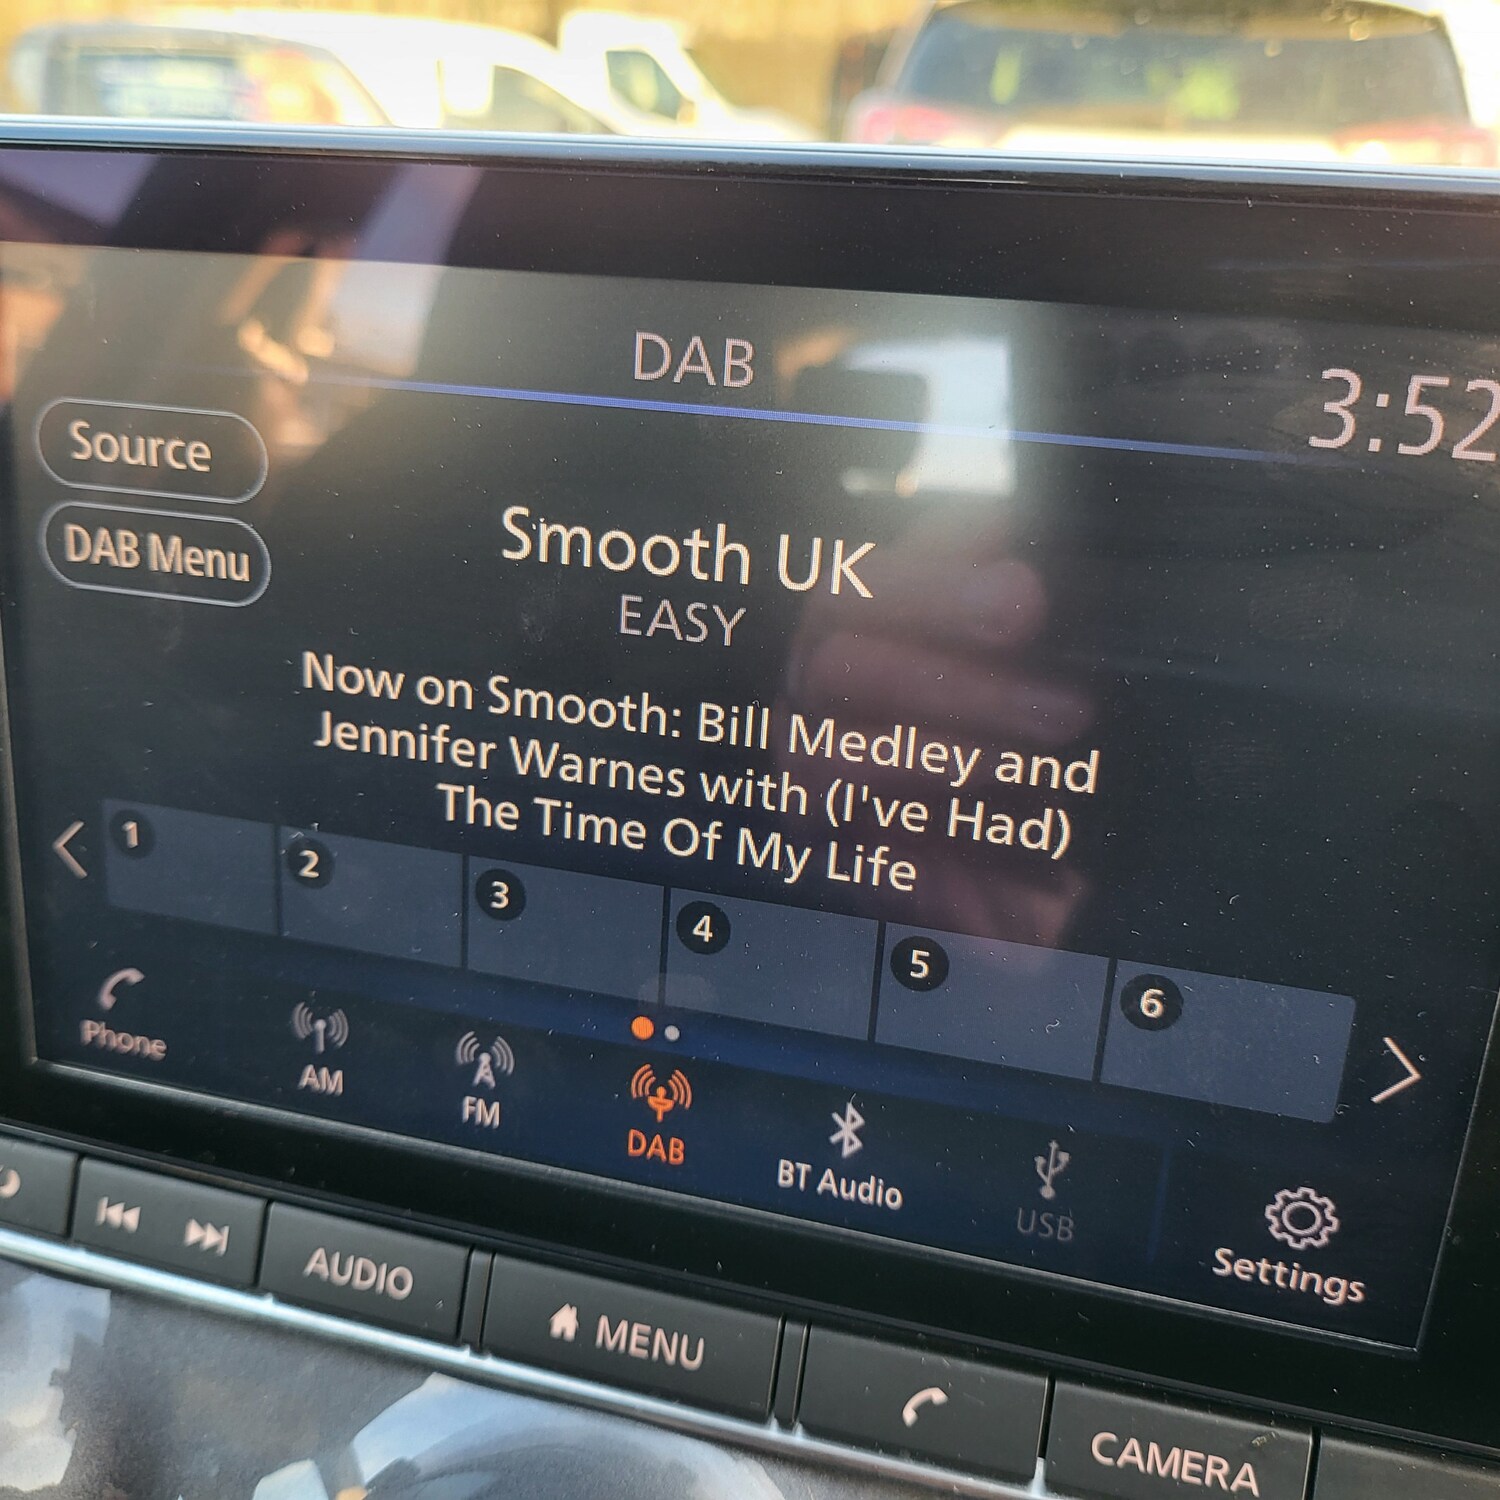 DAB
3:52
Source
DAB Menu
Smooth UK
EASY
Now on Smooth: Bill Medley and
Jennifer Warnes with (I've Had)
The Time Of My Life
1 2 3 4 5 6
Phone
AM
FM
DAB
BT Audio
USB
Settings
AUDIO
MENU
CAMERA